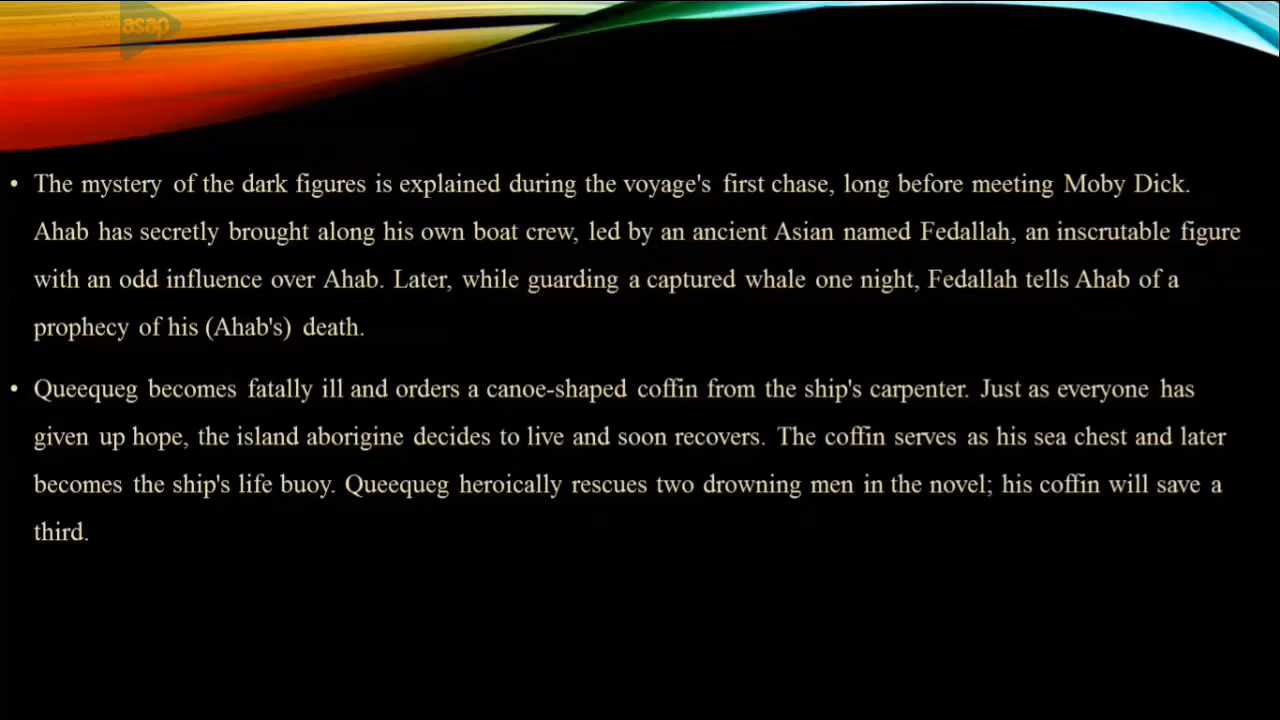 asap
• The mystery of the dark figures is explained during the voyage's first chase, long before meeting Moby Dick.
Ahab has secretly brought along his own boat crew, led by an ancient Asian named Fedallah, an inscrutable figure
with an odd influence over Ahab. Later, while guarding a captured whale one night, Fedallah tells Ahab of a
prophecy of his (Ahab's) death.
• Queequeg becomes fatally ill and orders a canoe-shaped coffin from the ship's carpenter. Just as everyone has
given up hope, the island aborigine decides to live and soon recovers. The coffin serves as his sea chest and later
becomes the ship's life buoy. Queequeg heroically rescues two drowning men in the novel; his coffin will save a
third.